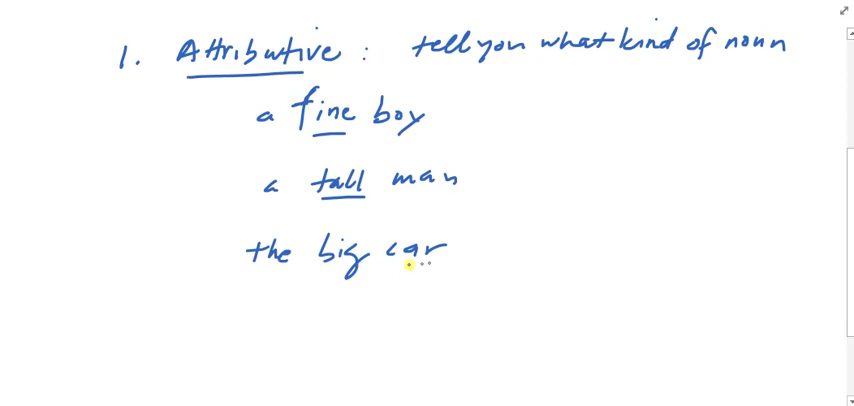 1. Attributive : tell you what kind of noun
a fine boy
a tall man
the big car